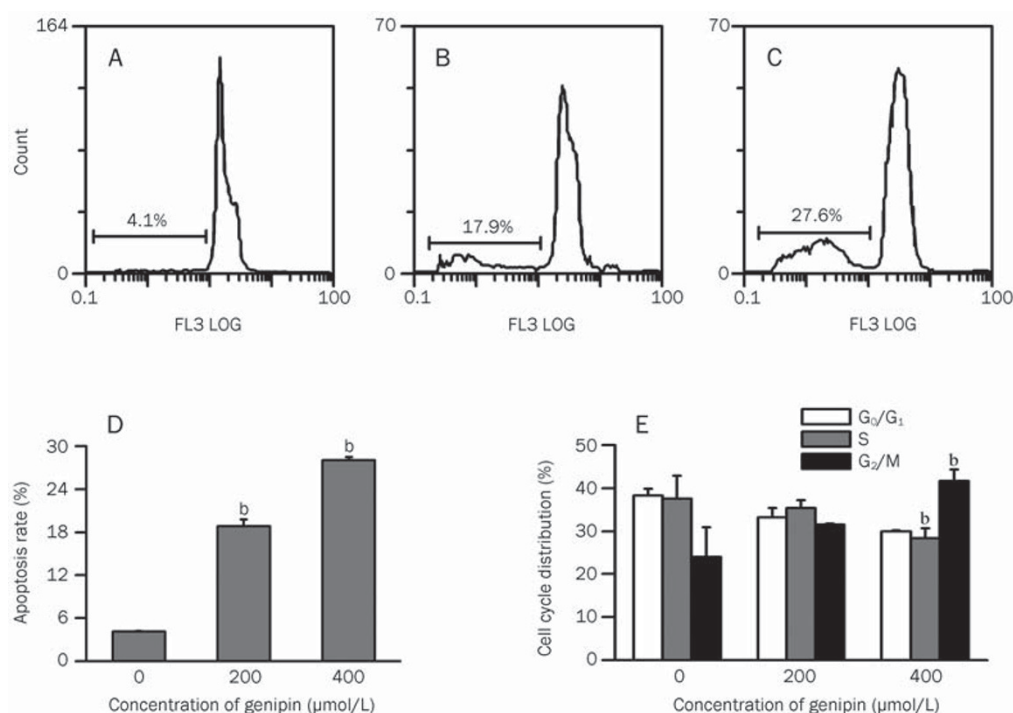 164
A
Count
4.1%
0
0.1
100
FL3 LOG
70
B
17.9%
0
0.1
100
FL3 LOG
70
C
27.6%
0
0.1
100
FL3 LOG
D
Apoptosis rate (%)
30
24
18
12
6
0
b
b
0
200
400
Concentration of genipin (μmol/L)
E
G₀/G₁
S
G₂/M
Cell cycle distribution (%)
50
40
30
20
10
0
b
b
0
200
400
Concentration of genipin (μmol/L)